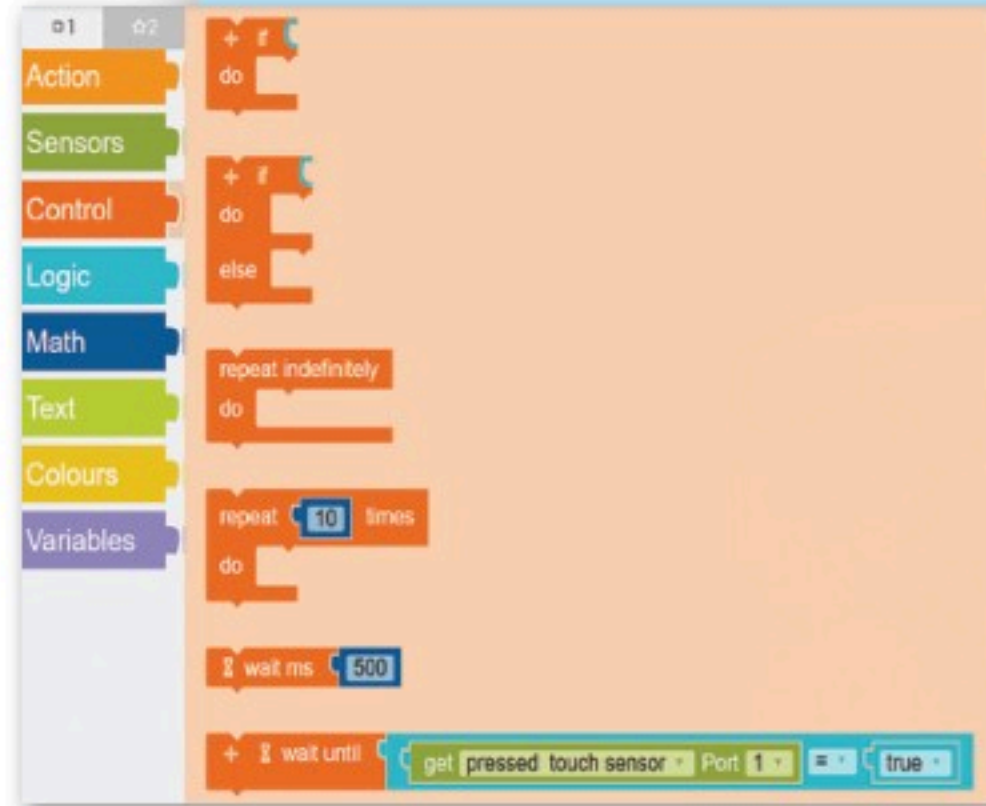 1 2
Action
Sensors
Control
Logic
Math
Text
Colours
Variables
+ if
do
+ if
do
else
repeat indefinitely
do
repeat 10 times
do
wait ms 500
+ wait until get pressed touch sensor Port 1 = true